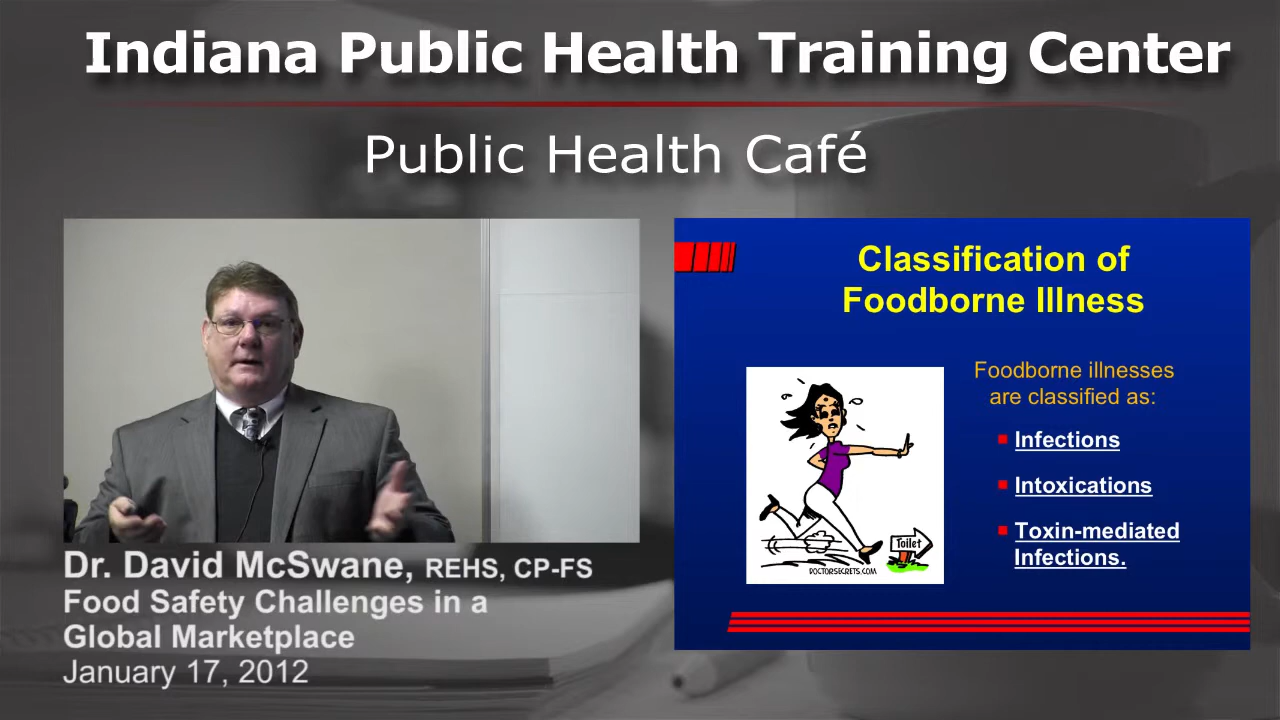 Indiana Public Health Training Center
Public Health Café
Classification of
Foodborne Illness
Foodborne illnesses
are classified as:
Infections
Intoxications
Toxin-mediated
Infections.
Toilet
DOCTORSECRETS.COM
Dr. David McSwane, REHS, CP-FS
Food Safety Challenges in a
Global Marketplace
January 17, 2012